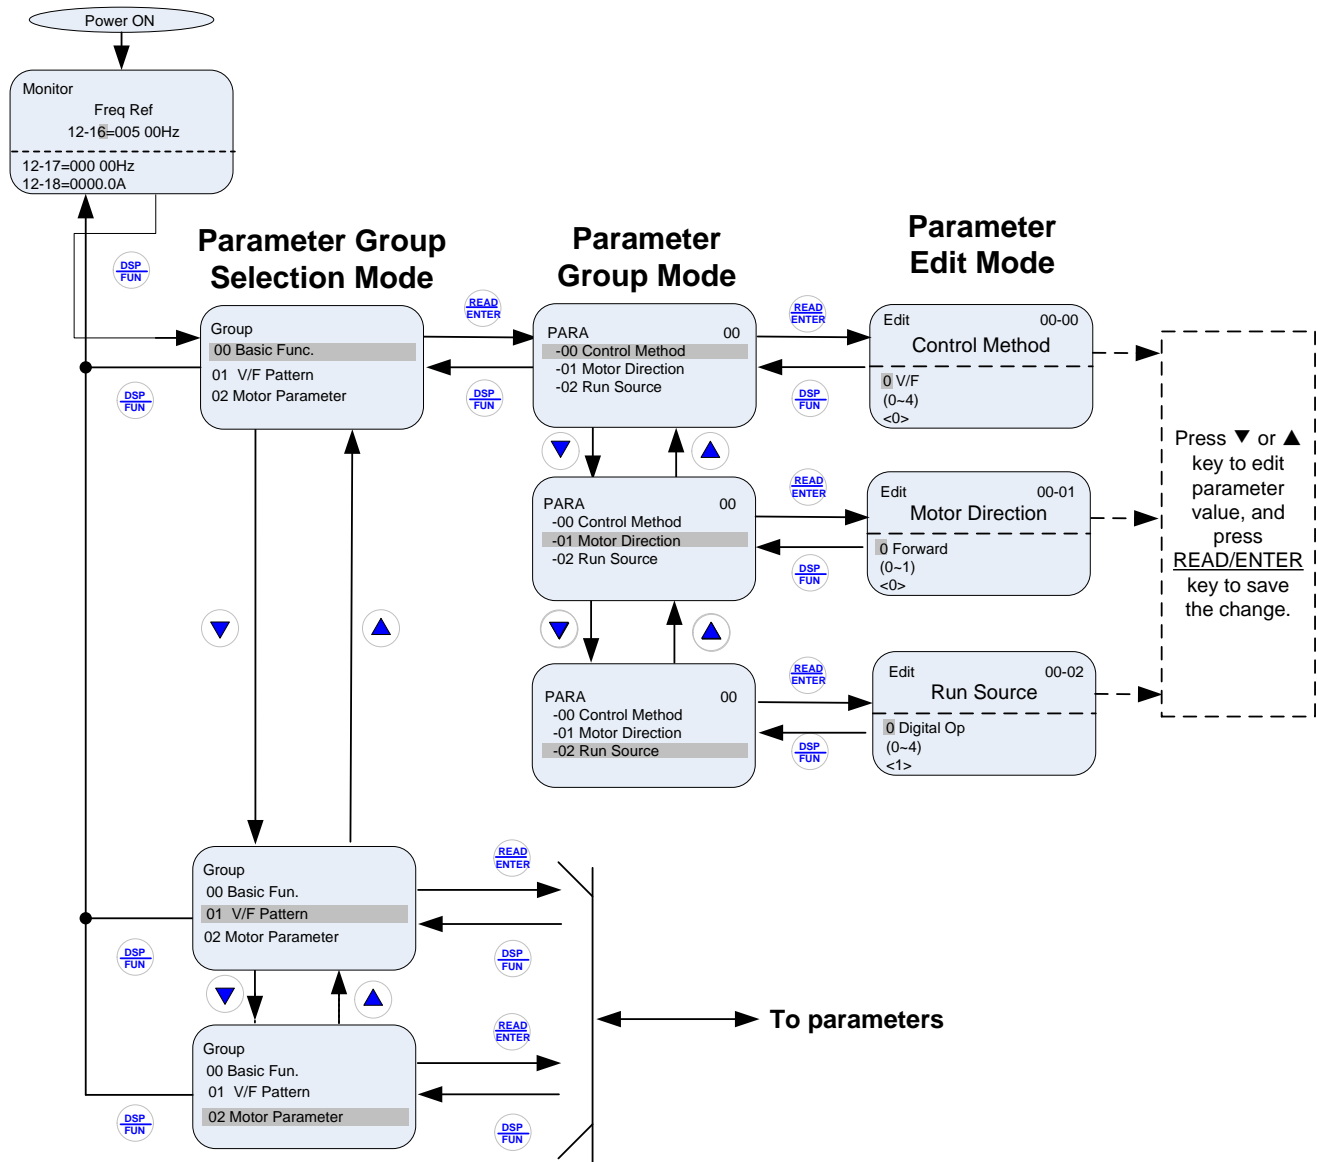 Power ON
Monitor
Freq Ref
12-16=005 00Hz
12-17=000 00Hz
12-18=0000.0A
DSP
FUN
Parameter Group
Selection Mode
Parameter
Group Mode
Parameter
Edit Mode
Group
00 Basic Func.
01 V/F Pattern
02 Motor Parameter
DSP
FUN
READ
ENTER
DSP
FUN
PARA 00
-00 Control Method
-01 Motor Direction
-02 Run Source
READ
ENTER
DSP
FUN
Edit 00-00
Control Method
0 V/F
(0~4)
<0>
▼ ▲
PARA 00
-00 Control Method
-01 Motor Direction
-02 Run Source
READ
ENTER
DSP
FUN
Edit 00-01
Motor Direction
0 Forward
(0~1)
<0>
Press ▼ or ▲
key to edit
parameter
value, and
press
READ/ENTER
key to save
the change.
▼ ▲
▼ ▲
PARA 00
-00 Control Method
-01 Motor Direction
-02 Run Source
READ
ENTER
DSP
FUN
Edit 00-02
Run Source
0 Digital Op
(0~4)
<1>
Group
00 Basic Fun.
01 V/F Pattern
02 Motor Parameter
DSP
FUN
READ
ENTER
DSP
FUN
▼ ▲
Group
00 Basic Fun.
01 V/F Pattern
02 Motor Parameter
DSP
FUN
READ
ENTER
DSP
FUN
To parameters